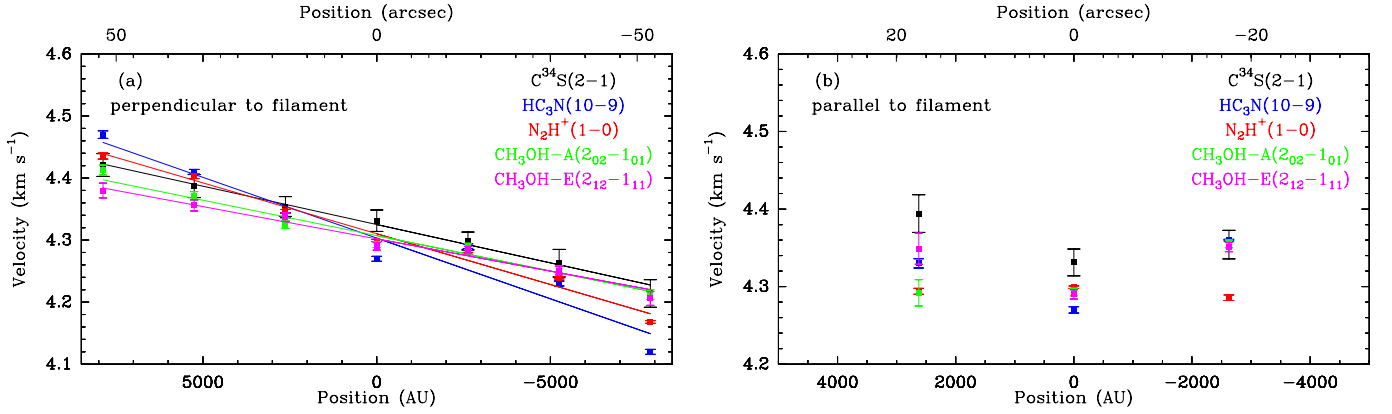 Position (arcsec)
50 0 −50
4.6
4.5
4.4
4.3
4.2
4.1
Velocity (km s⁻¹)
(a)
perpendicular to filament
C³⁴S(2−1)
HC₃N(10−9)
N₂H⁺(1−0)
CH₃OH−A(2₀₂−1₀₁)
CH₃OH−E(2₁₂−1₁₁)
5000 0 −5000
Position (AU)
Position (arcsec)
20 0 −20
4.6
4.5
4.4
4.3
4.2
Velocity (km s⁻¹)
(b)
parallel to filament
C³⁴S(2−1)
HC₃N(10−9)
N₂H⁺(1−0)
CH₃OH−A(2₀₂−1₀₁)
CH₃OH−E(2₁₂−1₁₁)
4000 2000 0 −2000 −4000
Position (AU)